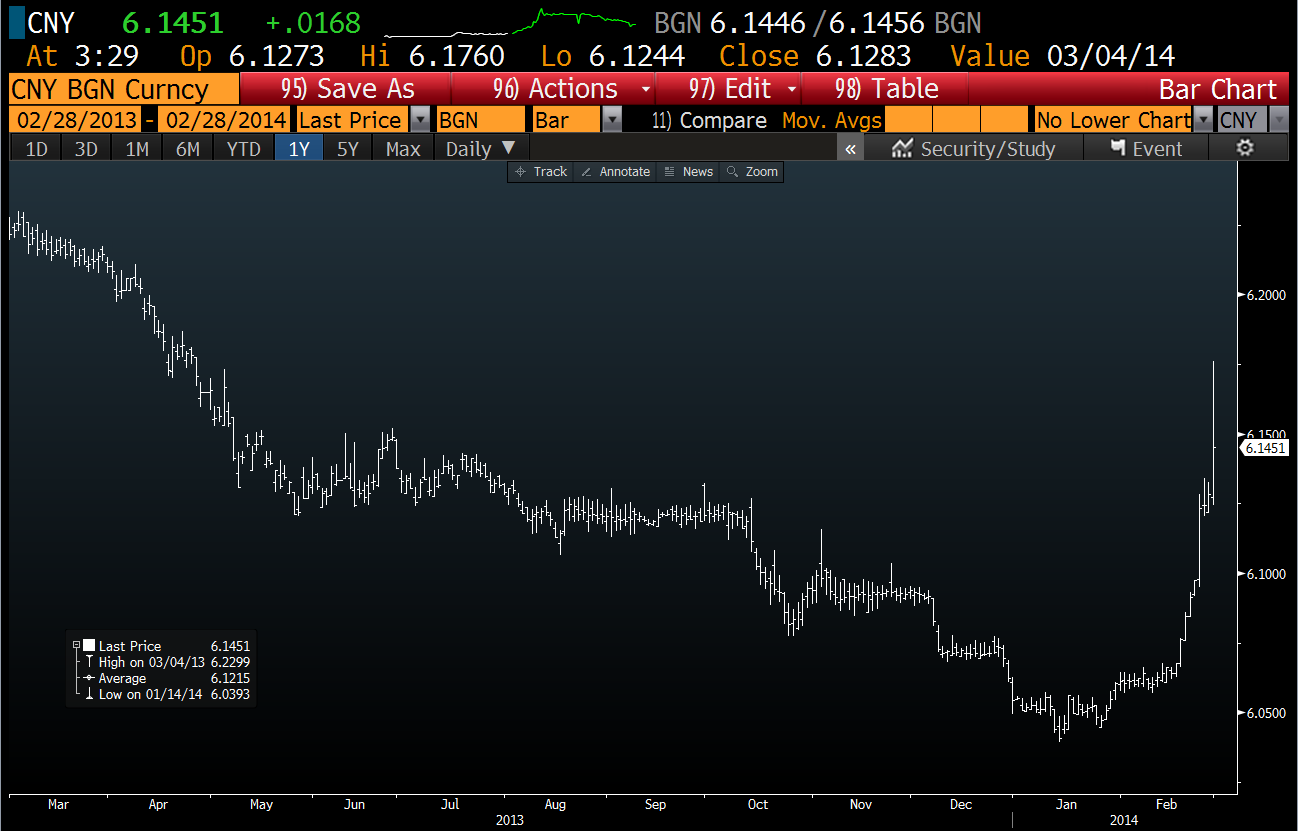 CNY 6.1451 +.0168 BGN 6.1446 /6.1456 BGN
At 3:29 Op 6.1273 Hi 6.1760 Lo 6.1244 Close 6.1283 Value 03/04/14
CNY BGN Curncy 95) Save As 96) Actions 97) Edit 98) Table Bar Chart
02/28/2013 - 02/28/2014 Last Price BGN Bar 11) Compare Mov. Avgs No Lower Chart CNY
1D 3D 1M 6M YTD 1Y 5Y Max Daily ▼ « Security/Study Event
Track Annotate News Zoom
6.2000
6.1500
6.1451
6.1000
6.0500
Last Price 6.1451
High on 03/04/13 6.2299
Average 6.1215
Low on 01/14/14 6.0393
Mar Apr May Jun Jul Aug Sep Oct Nov Dec Jan Feb
2013 2014